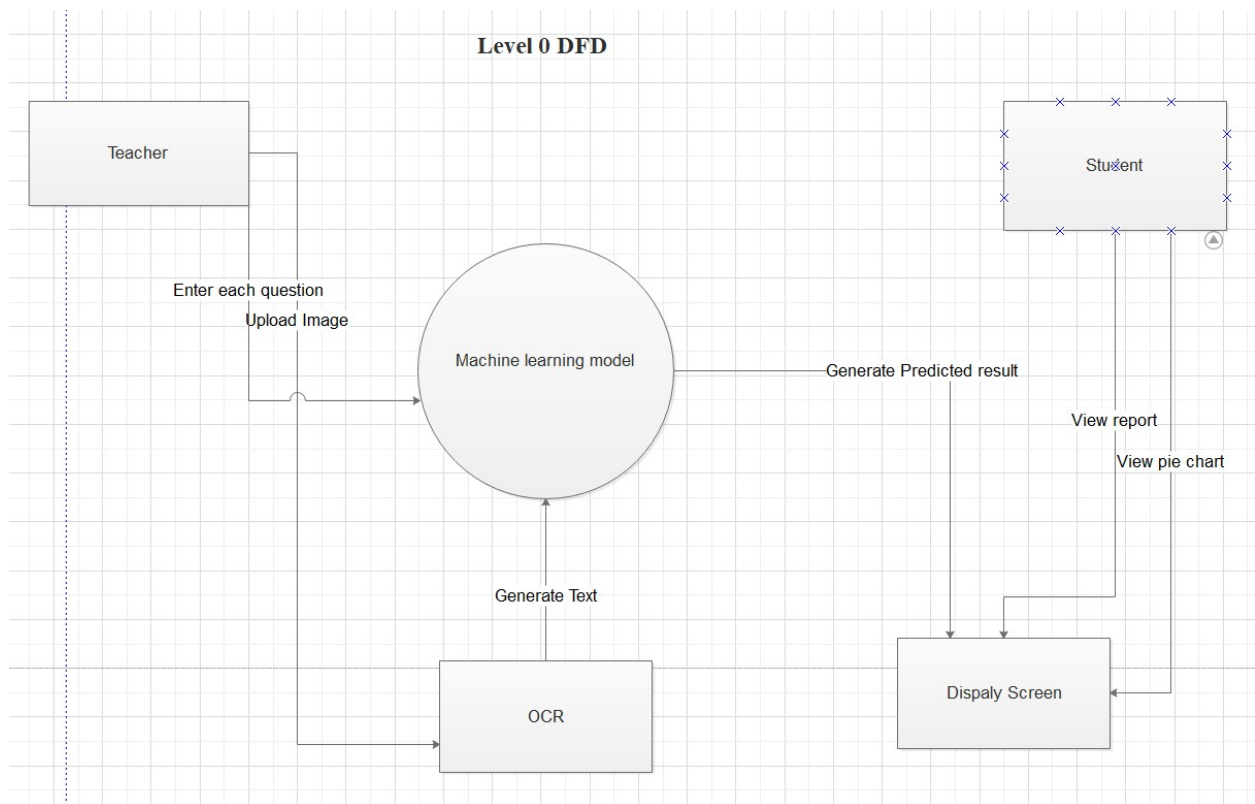 Level 0 DFD
Teacher
Student
Enter each question
Upload Image
Machine learning model
Generate Predicted result
View report
View pie chart
Generate Text
Dispaly Screen
OCR